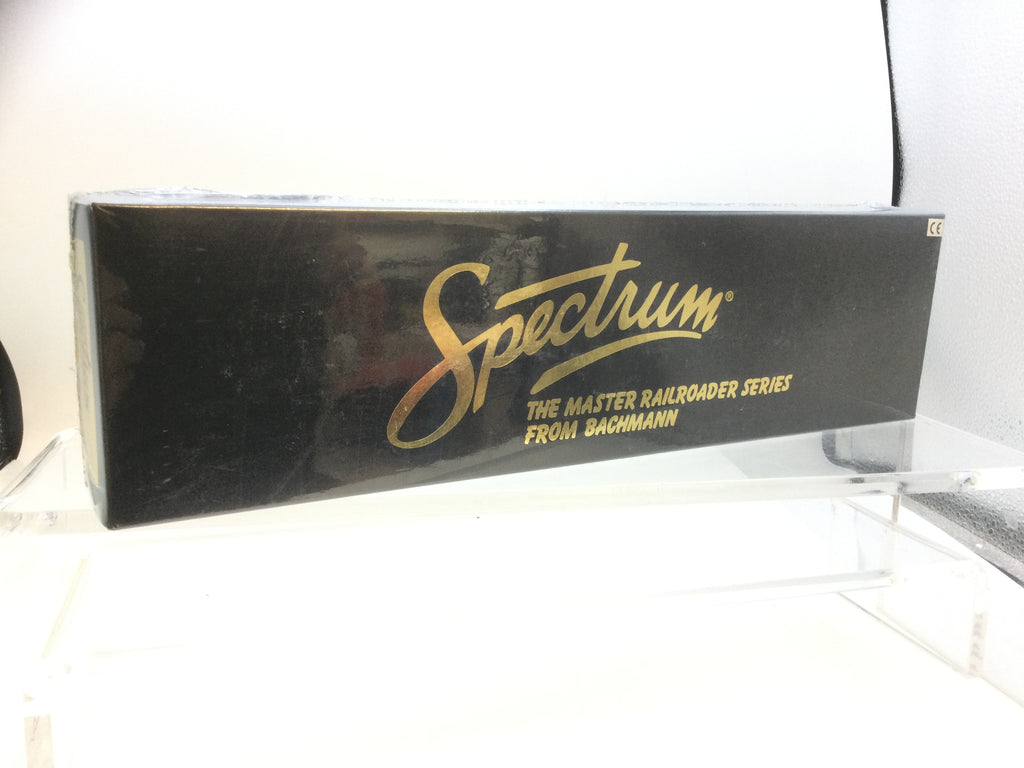 CE
Spectrum®
THE MASTER RAILROADER SERIES
FROM BACHMANN